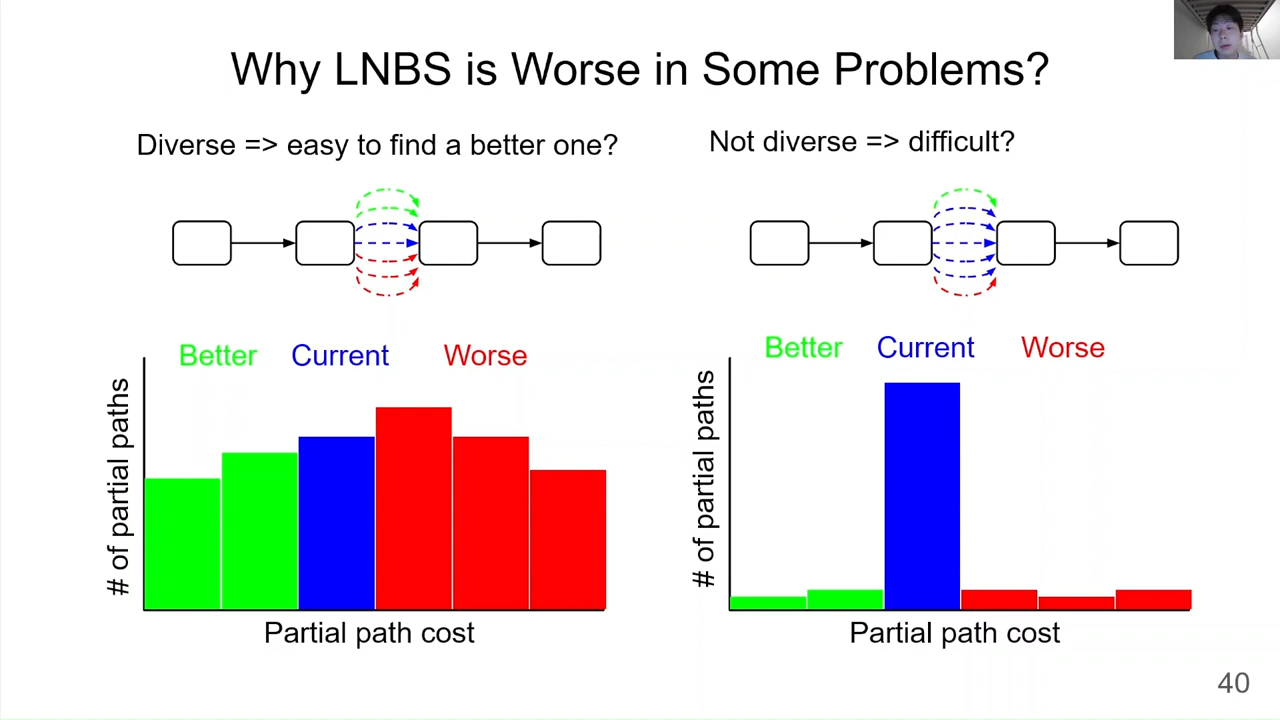 Why LNBS is Worse in Some Problems?
Diverse => easy to find a better one?
Not diverse => difficult?
Better Current Worse
# of partial paths
Partial path cost
Better Current Worse
# of partial paths
Partial path cost
40